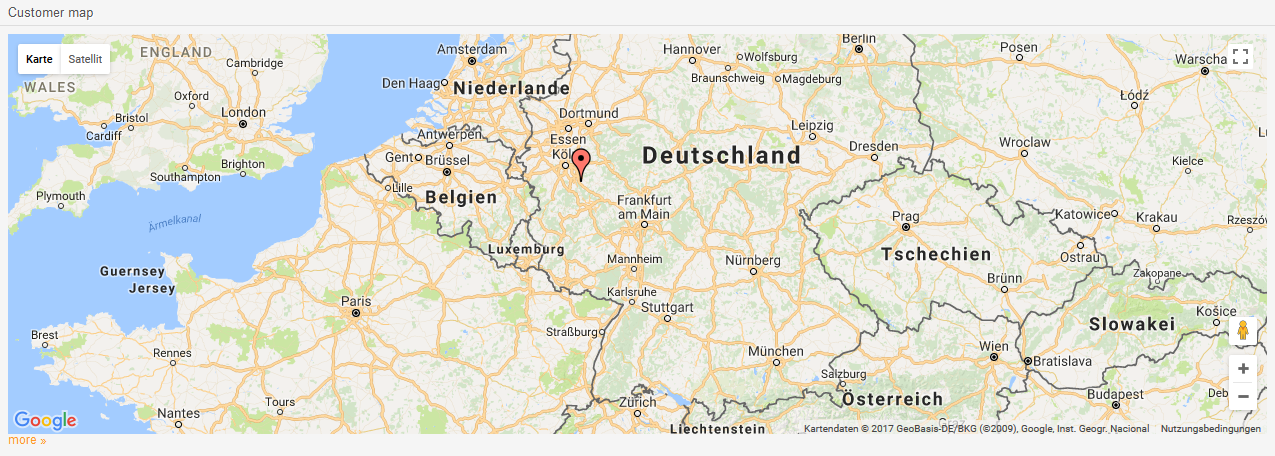 Customer map
Karte
Satellit
ENGLAND
WALES
Cambridge
Oxford
London
Bristol
Cardiff
Brighton
Southampton
Plymouth
Ärmelkanal
Guernsey
Jersey
Brest
Rennes
Nantes
Tours
Paris
Amsterdam
Den Haag
Niederlande
Antwerpen
Gent
Brüssel
Lille
Belgien
Luxemburg
Hannover
Wolfsburg
Braunschweig
Magdeburg
Berlin
Dortmund
Essen
Leipzig
Dresden
Deutschland
Frankfurt
am Main
Mannheim
Nürnberg
Karlsruhe
Stuttgart
Straßburg
München
Salzburg
Zürich
Liechtenstein
Österreich
Graz
Posen
Warscha
Łódź
Wroclaw
Kielce
Katowice
Krakau
Rzeszów
Prag
Tschechien
Ostrau
Brünn
Zakopane
Košice
Slowakei
Wien
Bratislava
Budapest
Google
Kartendaten © 2017 GeoBasis-DE/BKG (©2009), Google, Inst. Geogr. Nacional
Nutzungsbedingungen
more »